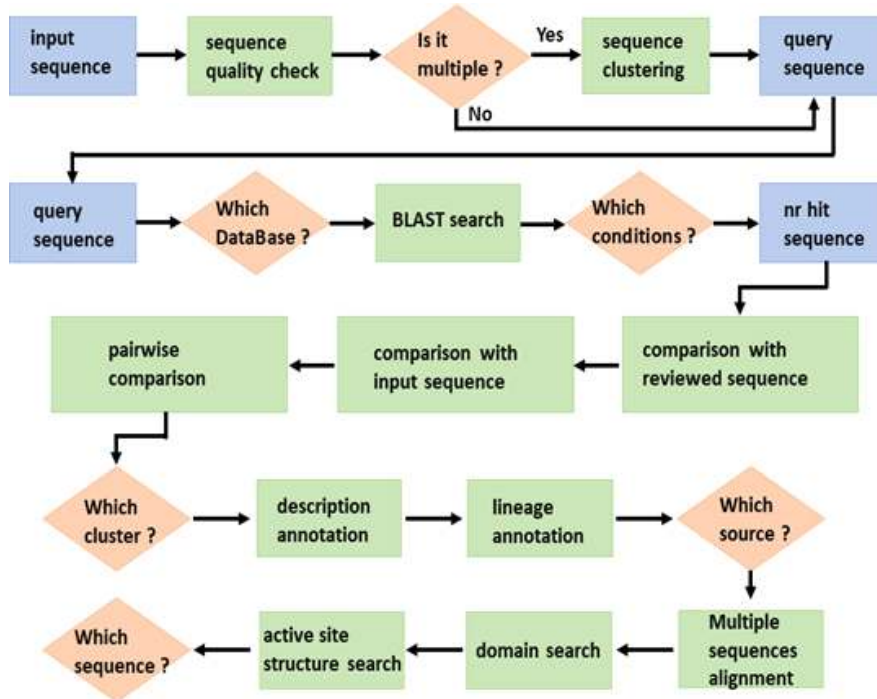 input
sequence
sequence
quality check
Is it
multiple ?
Yes
No
sequence
clustering
query
sequence
query
sequence
Which
DataBase ?
BLAST search
Which
conditions ?
nr hit
sequence
pairwise
comparison
comparison with
input sequence
comparison with
reviewed sequence
Which
cluster ?
description
annotation
lineage
annotation
Which
source ?
Which
sequence ?
active site
structure search
domain search
Multiple
sequences
alignment